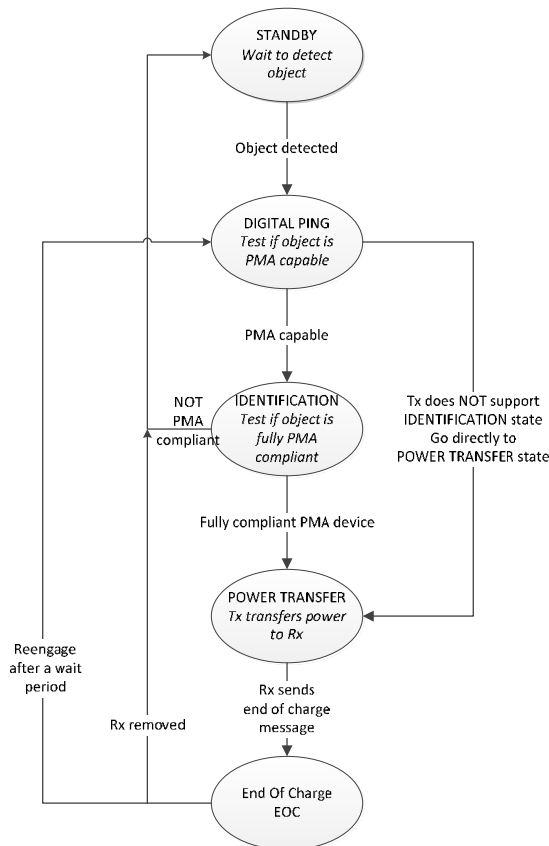 STANDBY
Wait to detect
object
Object detected
DIGITAL PING
Test if object is
PMA capable
PMA capable
IDENTIFICATION
Test if object is
fully PMA
compliant
NOT
PMA
compliant
Tx does NOT support
IDENTIFICATION state
Go directly to
POWER TRANSFER state
Fully compliant PMA device
POWER TRANSFER
Tx transfers power
to Rx
Reengage
after a wait
period
Rx removed
Rx sends
end of charge
message
End Of Charge
EOC